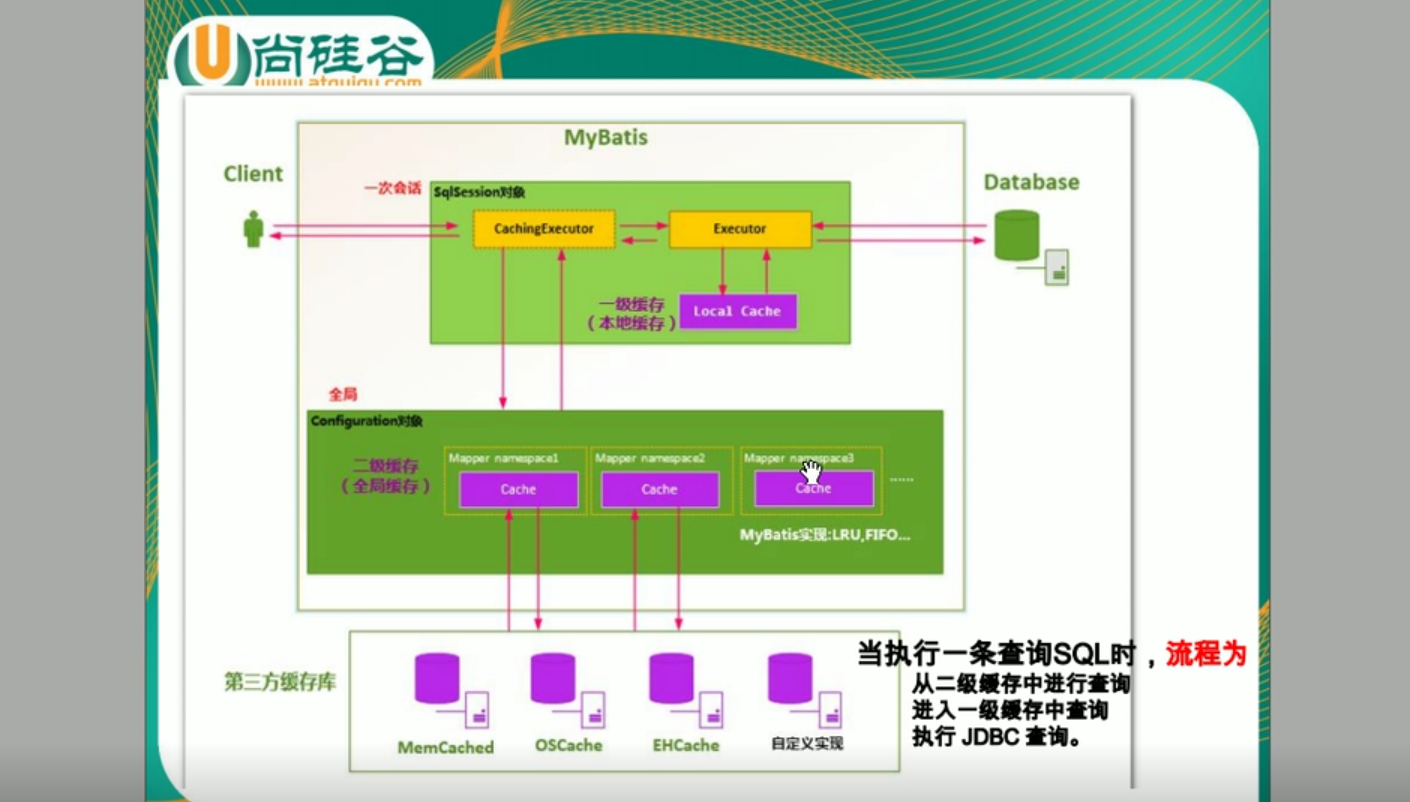 尚硅谷
www.atguigu.com
MyBatis
Client
Database
一次会话
SqlSession对象
CachingExecutor
Executor
一级缓存
(本地缓存)
Local Cache
全局
Configuration对象
二级缓存
(全局缓存)
Mapper namespace1
Mapper namespace2
Mapper namespace3
Cache
Cache
Cache
......
MyBatis实现:LRU,FIFO...
第三方缓存库
MemCached
OSCache
EHCache
自定义实现
当执行一条查询SQL时，流程为
从二级缓存中进行查询
进入一级缓存中查询
执行 JDBC 查询。